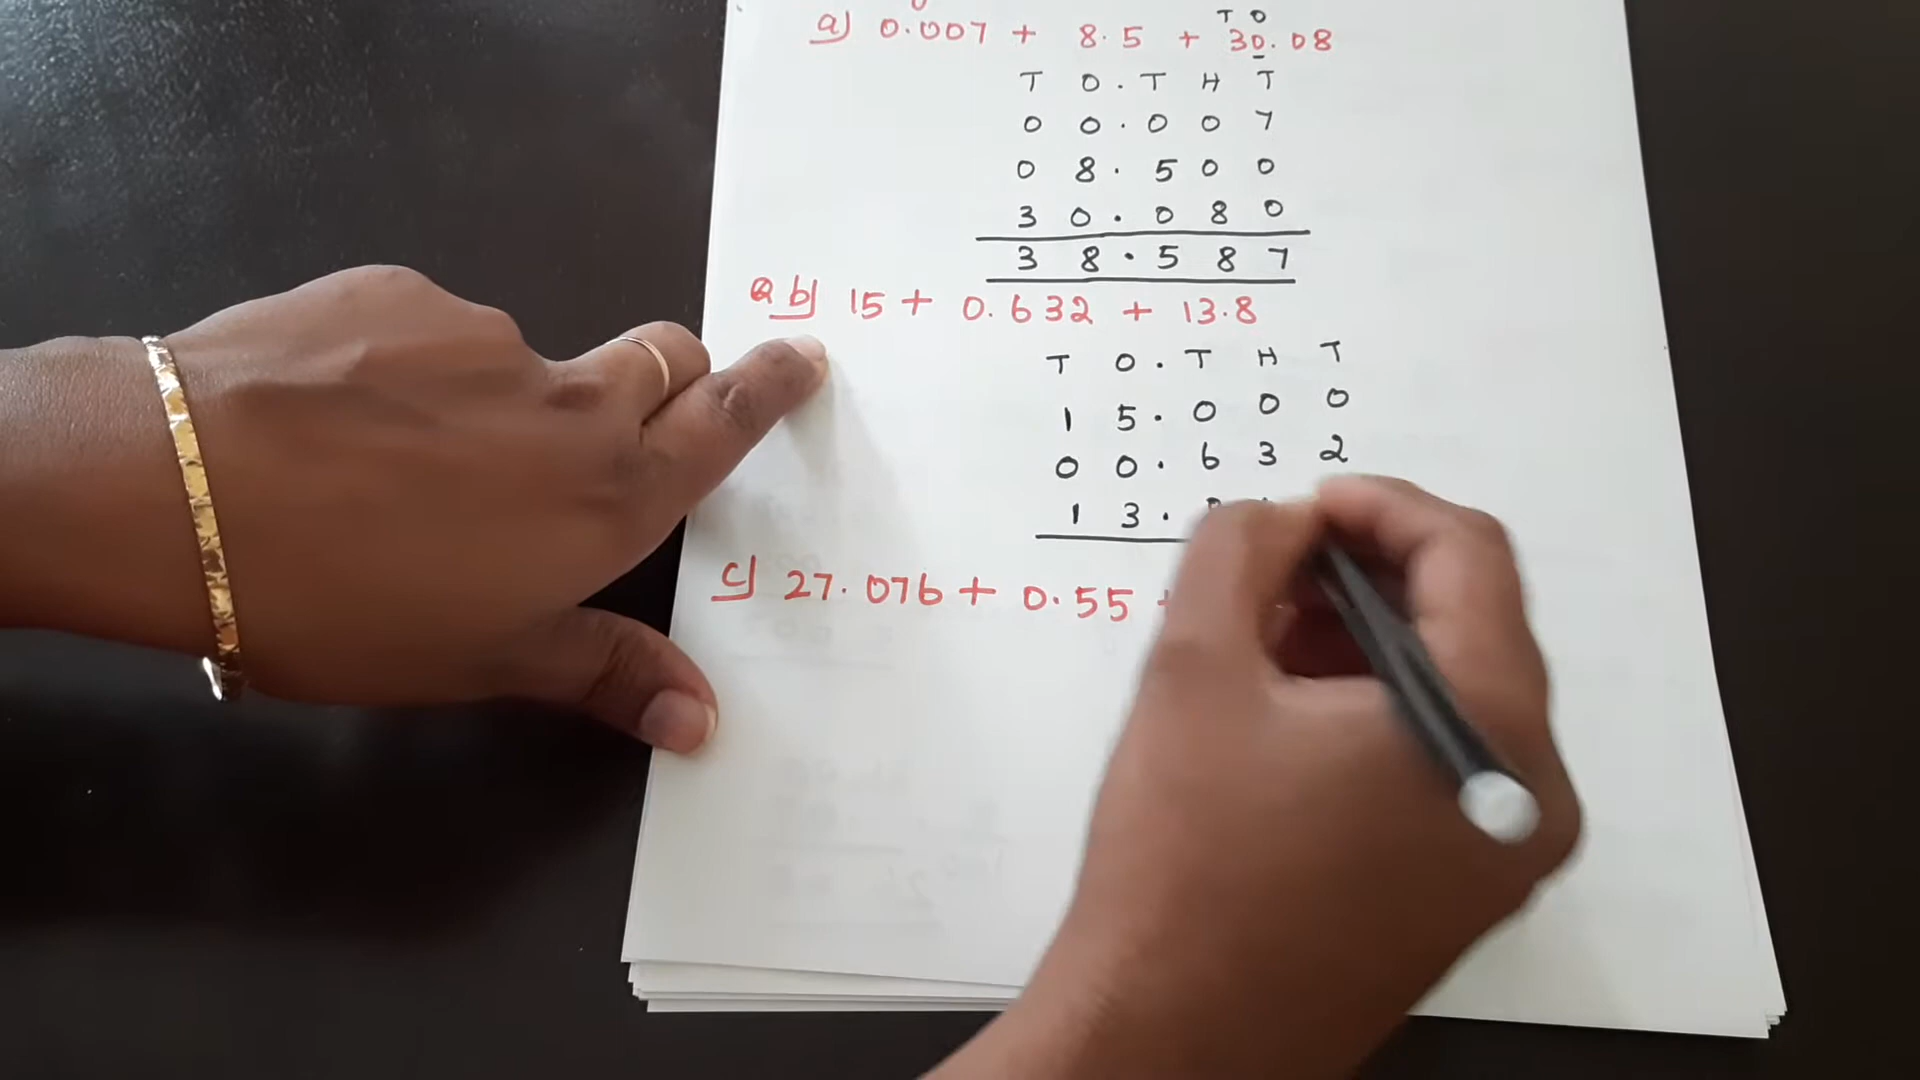 T O
a) 0.007 + 8.5 + 30.08
T O . T H T
0 0 . 0 0 7
0 8 . 5 0 0
3 0 . 0 8 0
3 8 . 5 8 7
a b) 15 + 0.632 + 13.8
T O . T H T
1 5 . 0 0 0
0 0 . 6 3 2
1 3 .
c) 27.076 + 0.55 +